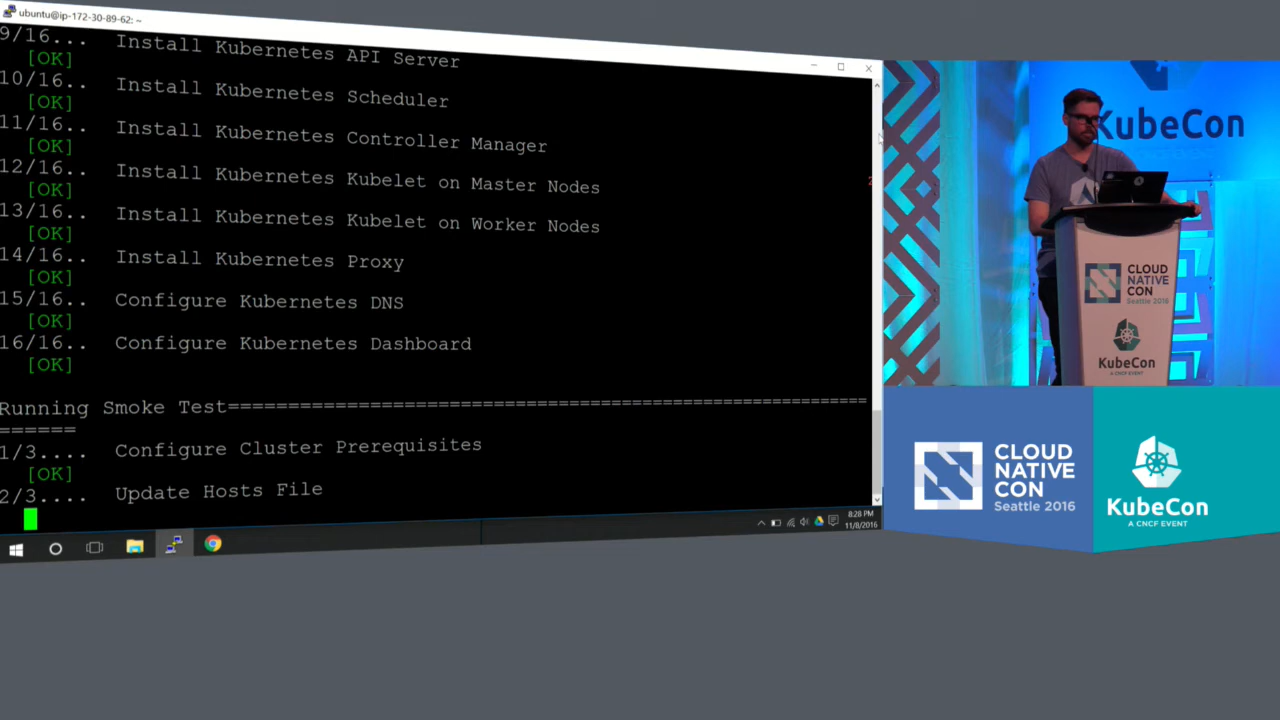 ubuntu@ip-172-30-89-62: ~
9/16... Install Kubernetes API Server
[OK]
10/16.. Install Kubernetes Scheduler
[OK]
11/16.. Install Kubernetes Controller Manager
[OK]
12/16.. Install Kubernetes Kubelet on Master Nodes
[OK]
13/16.. Install Kubernetes Kubelet on Worker Nodes
[OK]
14/16.. Install Kubernetes Proxy
[OK]
15/16.. Configure Kubernetes DNS
[OK]
16/16.. Configure Kubernetes Dashboard
[OK]
Running Smoke Test=============================================================
======
1/3.... Configure Cluster Prerequisites
[OK]
2/3.... Update Hosts File
8:28 PM
11/8/2016
KubeCon
CLOUD
NATIVE
CON
Seattle 2016
KubeCon
A CNCF EVENT
CLOUD
NATIVE
CON
Seattle 2016
KubeCon
A CNCF EVENT